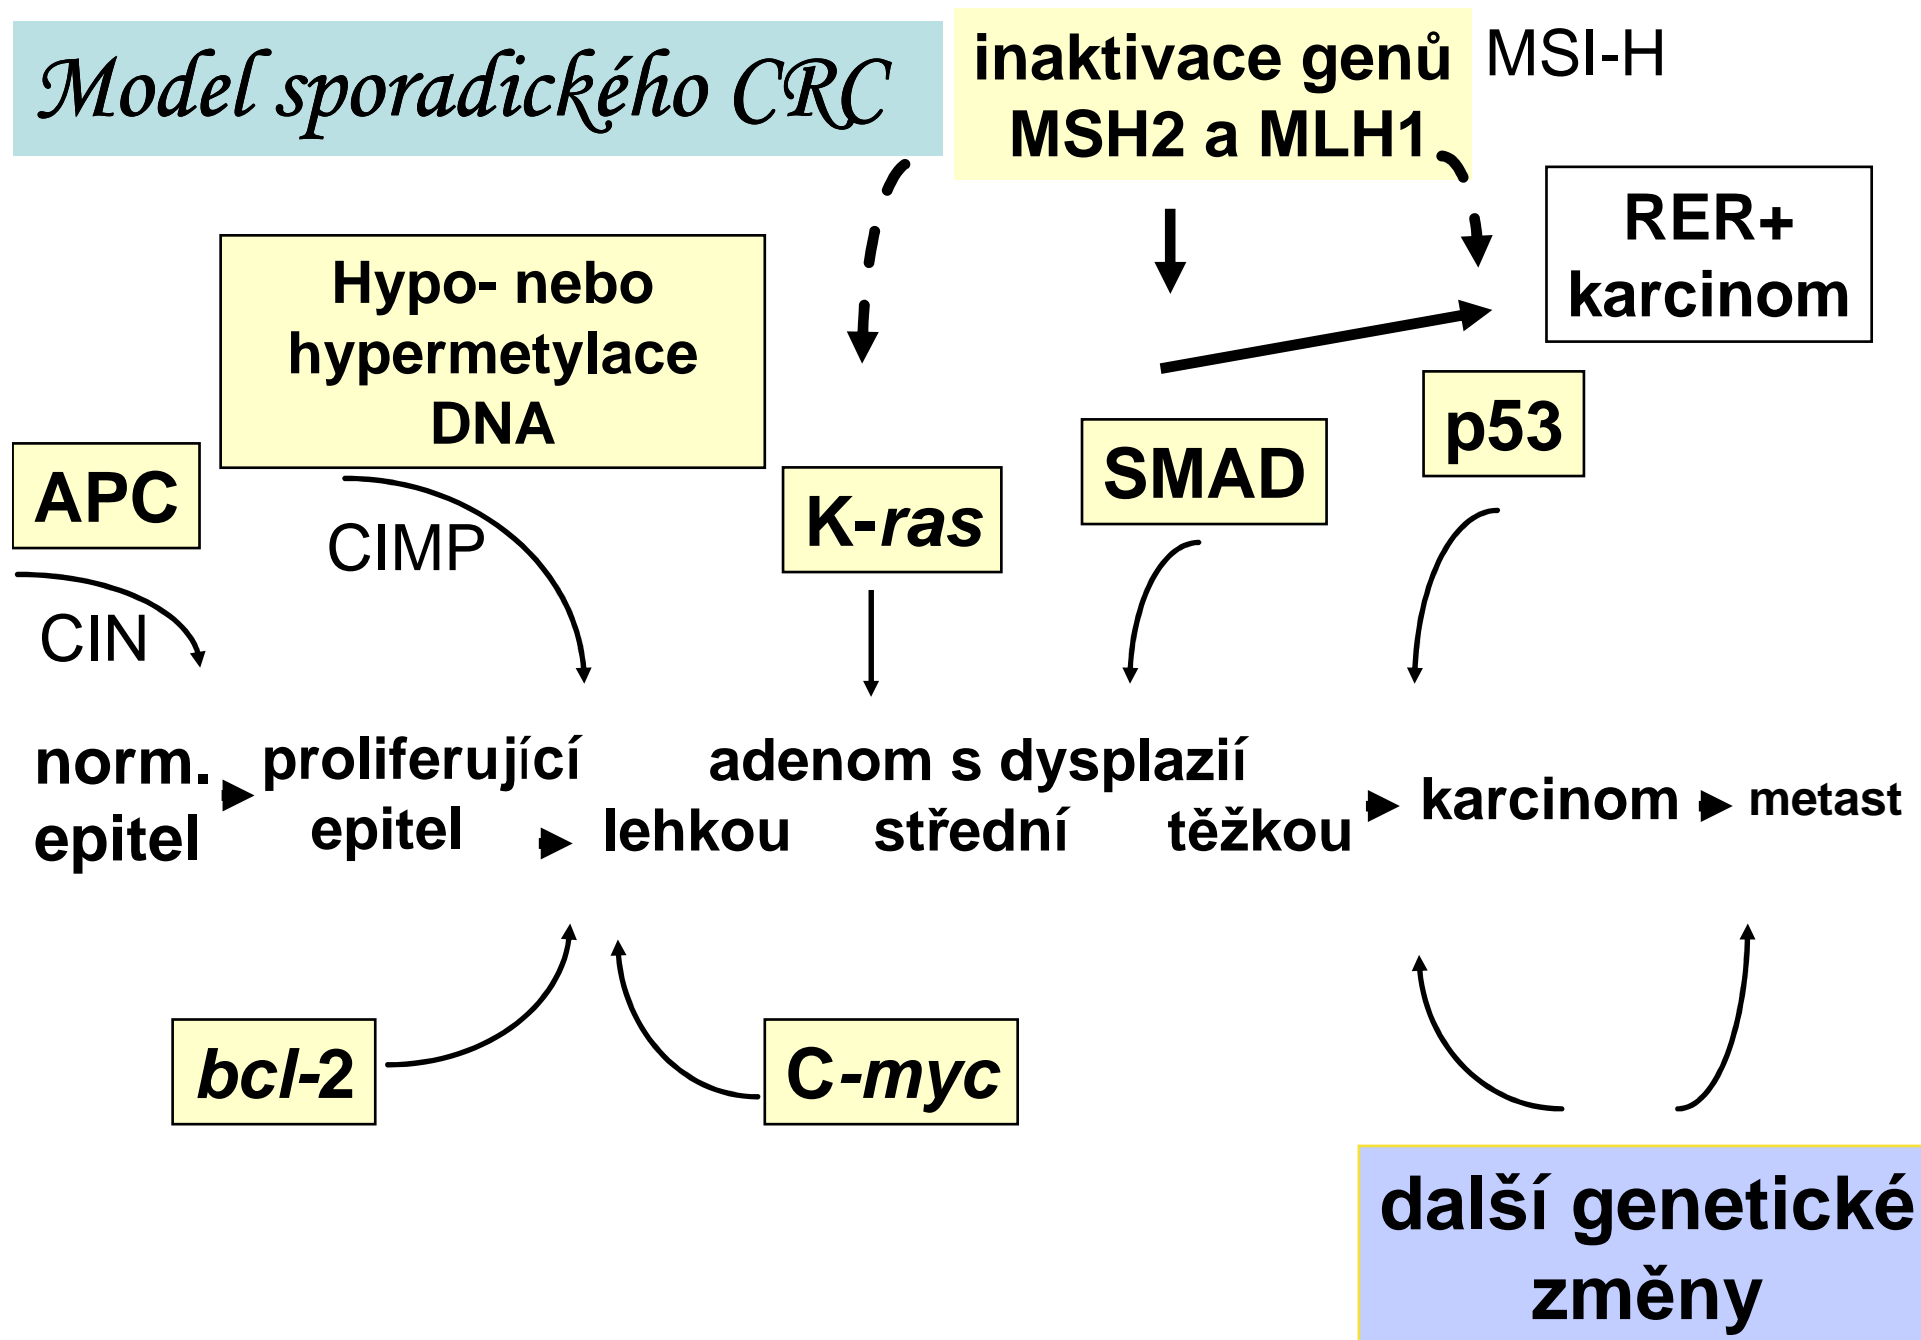 Model sporadického CRC
inaktivace genů
MSH2 a MLH1
MSI-H
RER+
karcinom
Hypo- nebo
hypermetylace
DNA
APC
CIN
CIMP
K-ras
SMAD
p53
norm.
epitel
proliferující
epitel
adenom s dysplazií
lehkou střední těžkou
karcinom
metast
bcl-2
C-myc
další genetické
změny